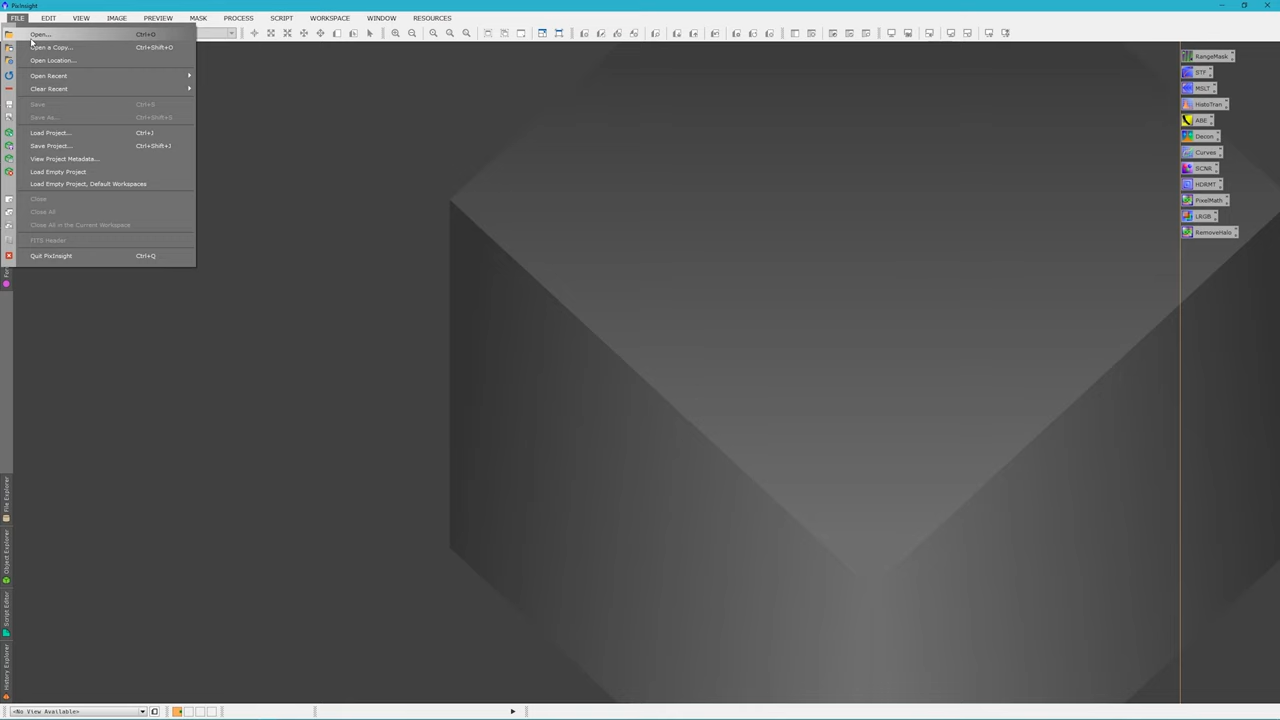 PixInsight
FILE EDIT VIEW IMAGE PREVIEW MASK PROCESS SCRIPT WORKSPACE WINDOW RESOURCES
Open... Ctrl+O
Open a Copy... Ctrl+Shift+O
Open Location...
Open Recent
Clear Recent
Save Ctrl+S
Save As... Ctrl+Shift+S
Load Project... Ctrl+J
Save Project... Ctrl+Shift+J
View Project Metadata...
Load Empty Project
Load Empty Project, Default Workspaces
Close
Close All
Close All in the Current Workspace
FITS Header
Quit PixInsight Ctrl+Q
RangeMask
STF
MSLT
HistoTran
ABE
Decon
Curves
SCNR
HDRMT
PixelMath
LRGB
RemoveHalo
File Explorer
Object Explorer
Script Editor
History Explorer
<No View Available>